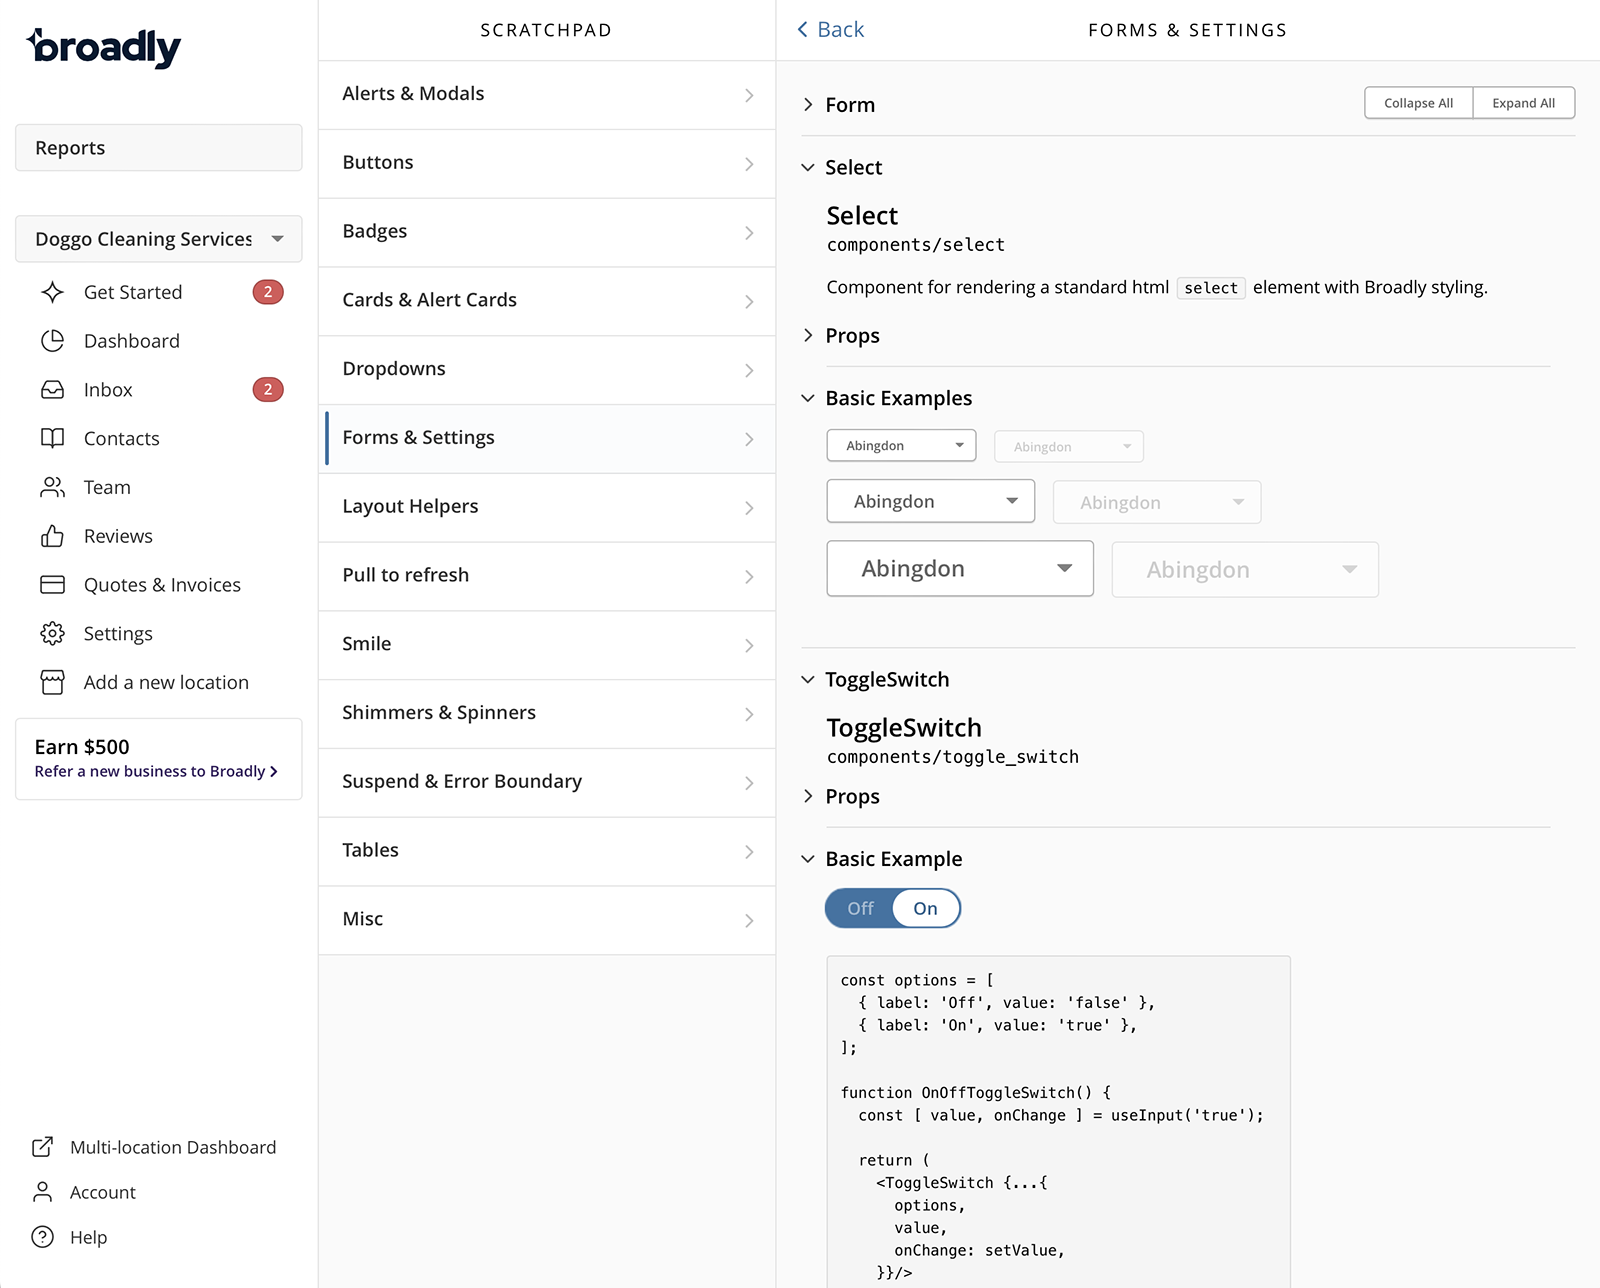 broadly
Reports
Doggo Cleaning Services
Get Started 2
Dashboard
Inbox 2
Contacts
Team
Reviews
Quotes & Invoices
Settings
Add a new location
Earn $500
Refer a new business to Broadly
Multi-location Dashboard
Account
Help
SCRATCHPAD
Alerts & Modals
Buttons
Badges
Cards & Alert Cards
Dropdowns
Forms & Settings
Layout Helpers
Pull to refresh
Smile
Shimmers & Spinners
Suspend & Error Boundary
Tables
Misc
Back
FORMS & SETTINGS
Form
Collapse All Expand All
Select
Select
components/select
Component for rendering a standard html select element with Broadly styling.
Props
Basic Examples
Abingdon Abingdon
Abingdon Abingdon
Abingdon Abingdon
ToggleSwitch
ToggleSwitch
components/toggle_switch
Props
Basic Example
Off On
const options = [
{ label: 'Off', value: 'false' },
{ label: 'On', value: 'true' },
];
function OnOffToggleSwitch() {
const [ value, onChange ] = useInput('true');
return (
<ToggleSwitch {...{
options,
value,
onChange: setValue,
}}/>